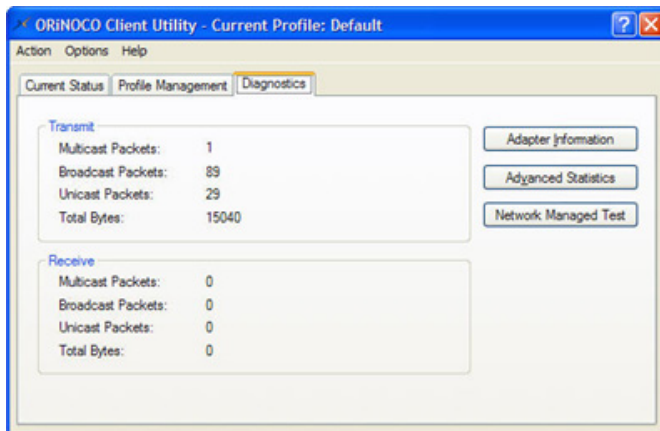 ORiNOCO Client Utility - Current Profile: Default
Action Options Help
Current Status Profile Management Diagnostics
Transmit
Multicast Packets: 1
Broadcast Packets: 89
Unicast Packets: 29
Total Bytes: 15040
Adapter Information
Advanced Statistics
Network Managed Test
Receive
Multicast Packets: 0
Broadcast Packets: 0
Unicast Packets: 0
Total Bytes: 0